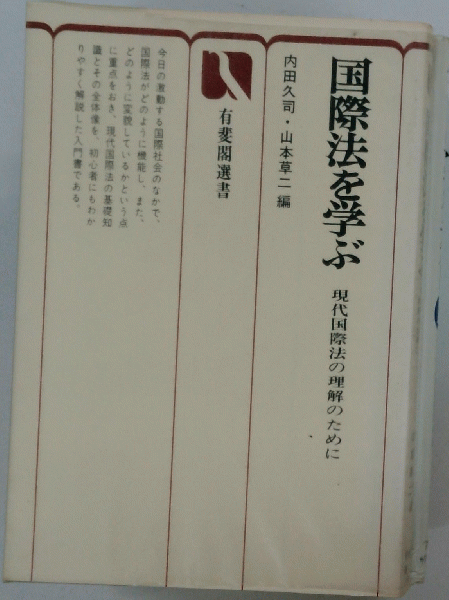 国際法を学ぶ
現代国際法の理解のために
内田久司・山本草二 編
有斐閣選書
今日の激動する国際社会のなかで、
国際法がどのように機能し、また、
どのように変貌しているかという点
に重点をおき、現代国際法の基礎知
識とその全体像を、初心者にもわか
りやすく解説した入門書である。